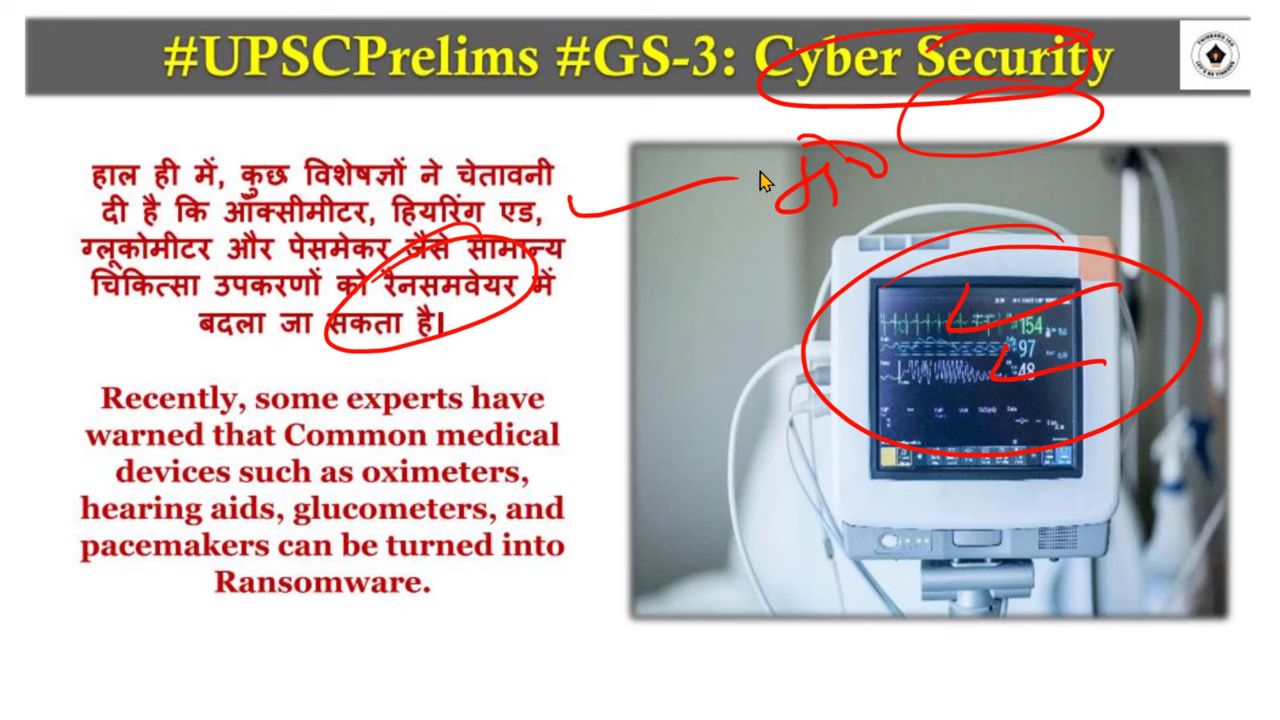 #UPSCPrelims #GS-3: Cyber Security
हाल ही में, कुछ विशेषज्ञों ने चेतावनी
दी है कि ऑक्सीमीटर, हियरिंग एड,
ग्लूकोमीटर और पेसमेकर जैसे सामान्य
चिकित्सा उपकरणों को रैनसमवेयर में
बदला जा सकता है।
Recently, some experts have
warned that Common medical
devices such as oximeters,
hearing aids, glucometers, and
pacemakers can be turned into
Ransomware.
154
97
48